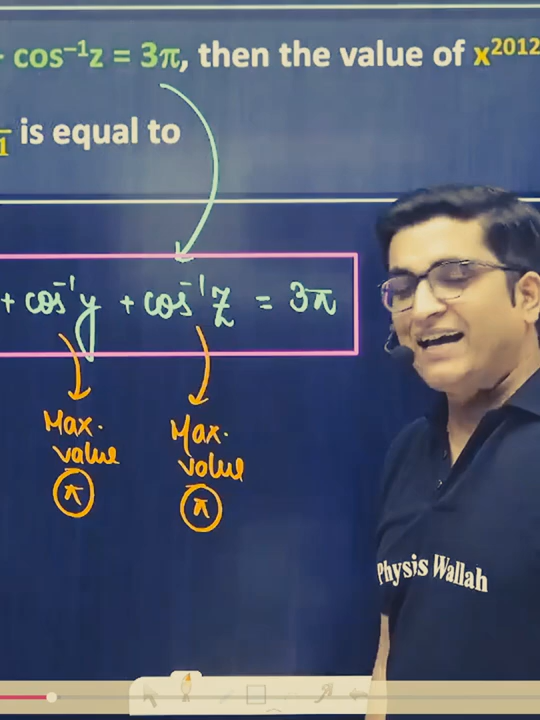 + cos⁻¹z = 3π, then the value of x²⁰¹²
1 is equal to
+ cos⁻¹y + cos⁻¹z = 3π
Max. Max.
value value
π π
Physics Wallah